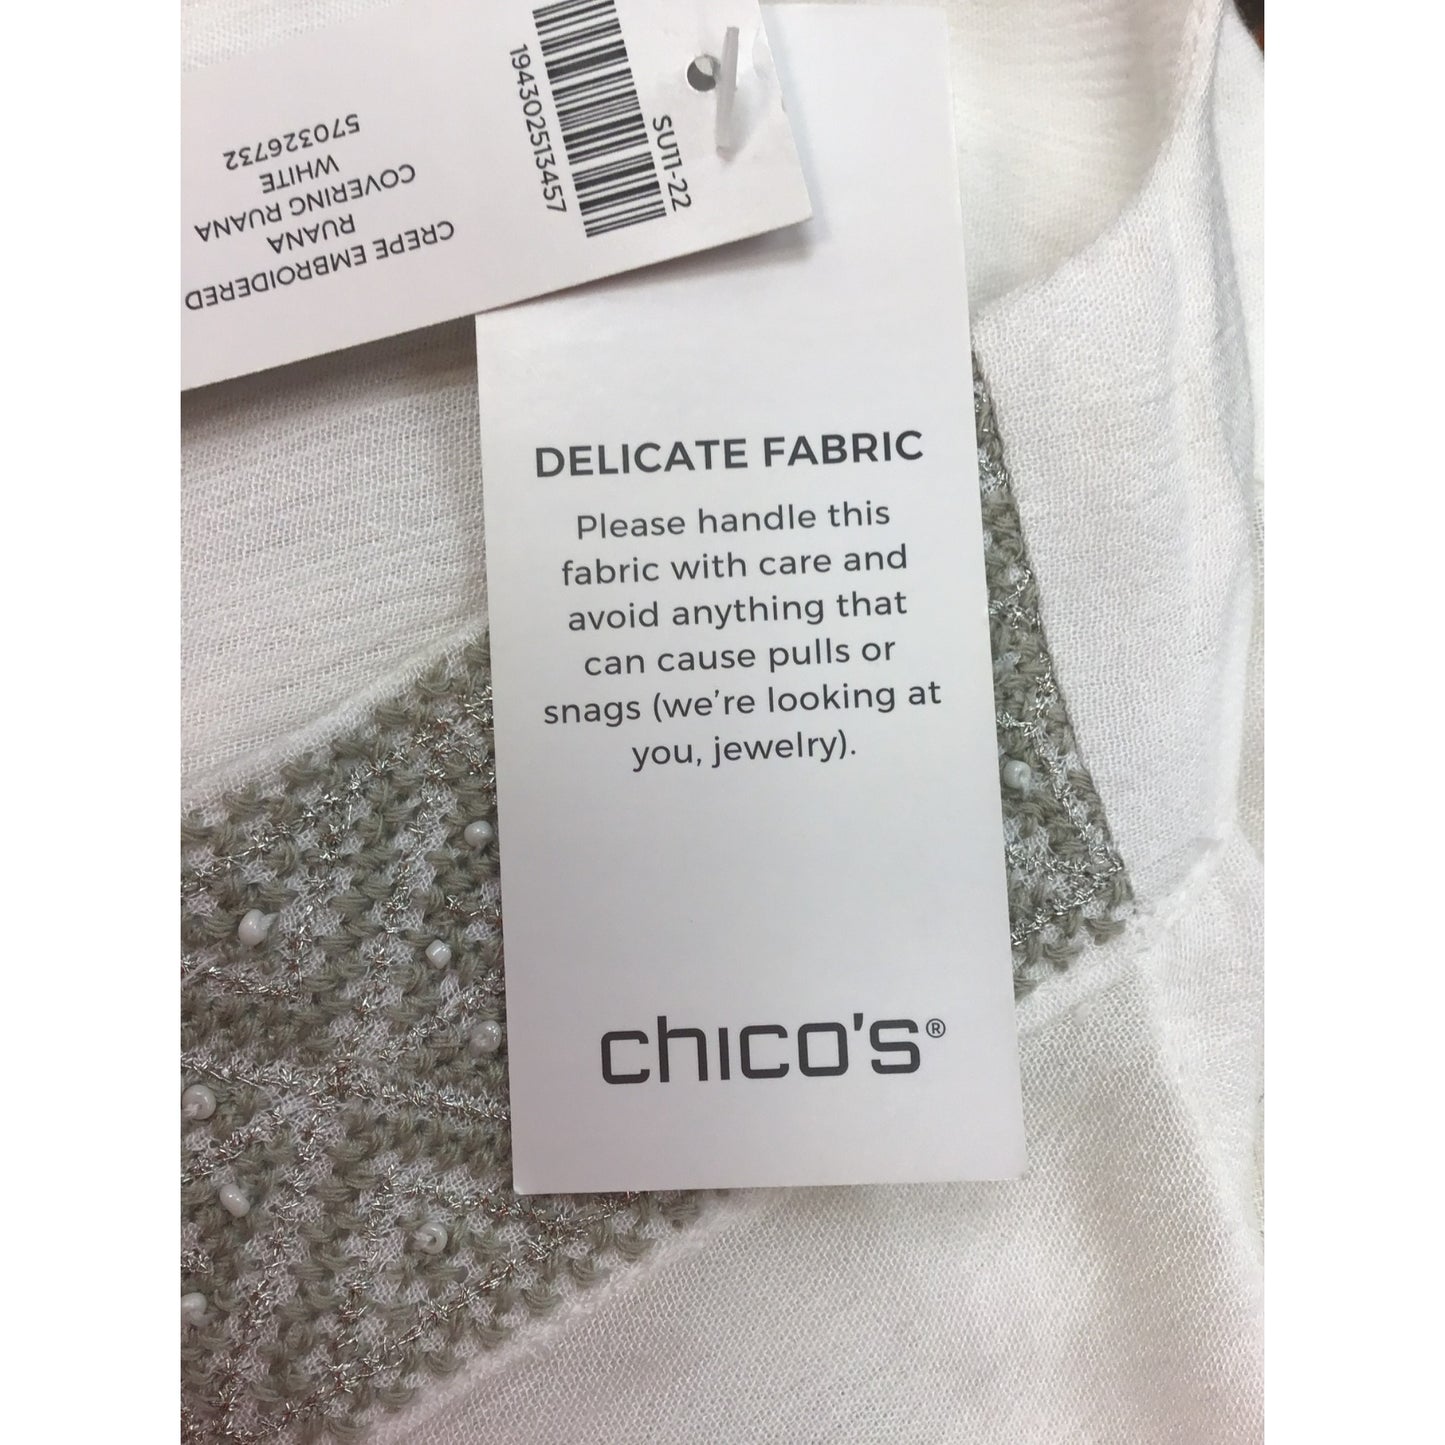 CREPE EMBROIDERED
RUANA
COVERING RUANA
WHITE
570326732
194302513457
SU11-22
DELICATE FABRIC
Please handle this
fabric with care and
avoid anything that
can cause pulls or
snags (we're looking at
you, jewelry).
chico's®